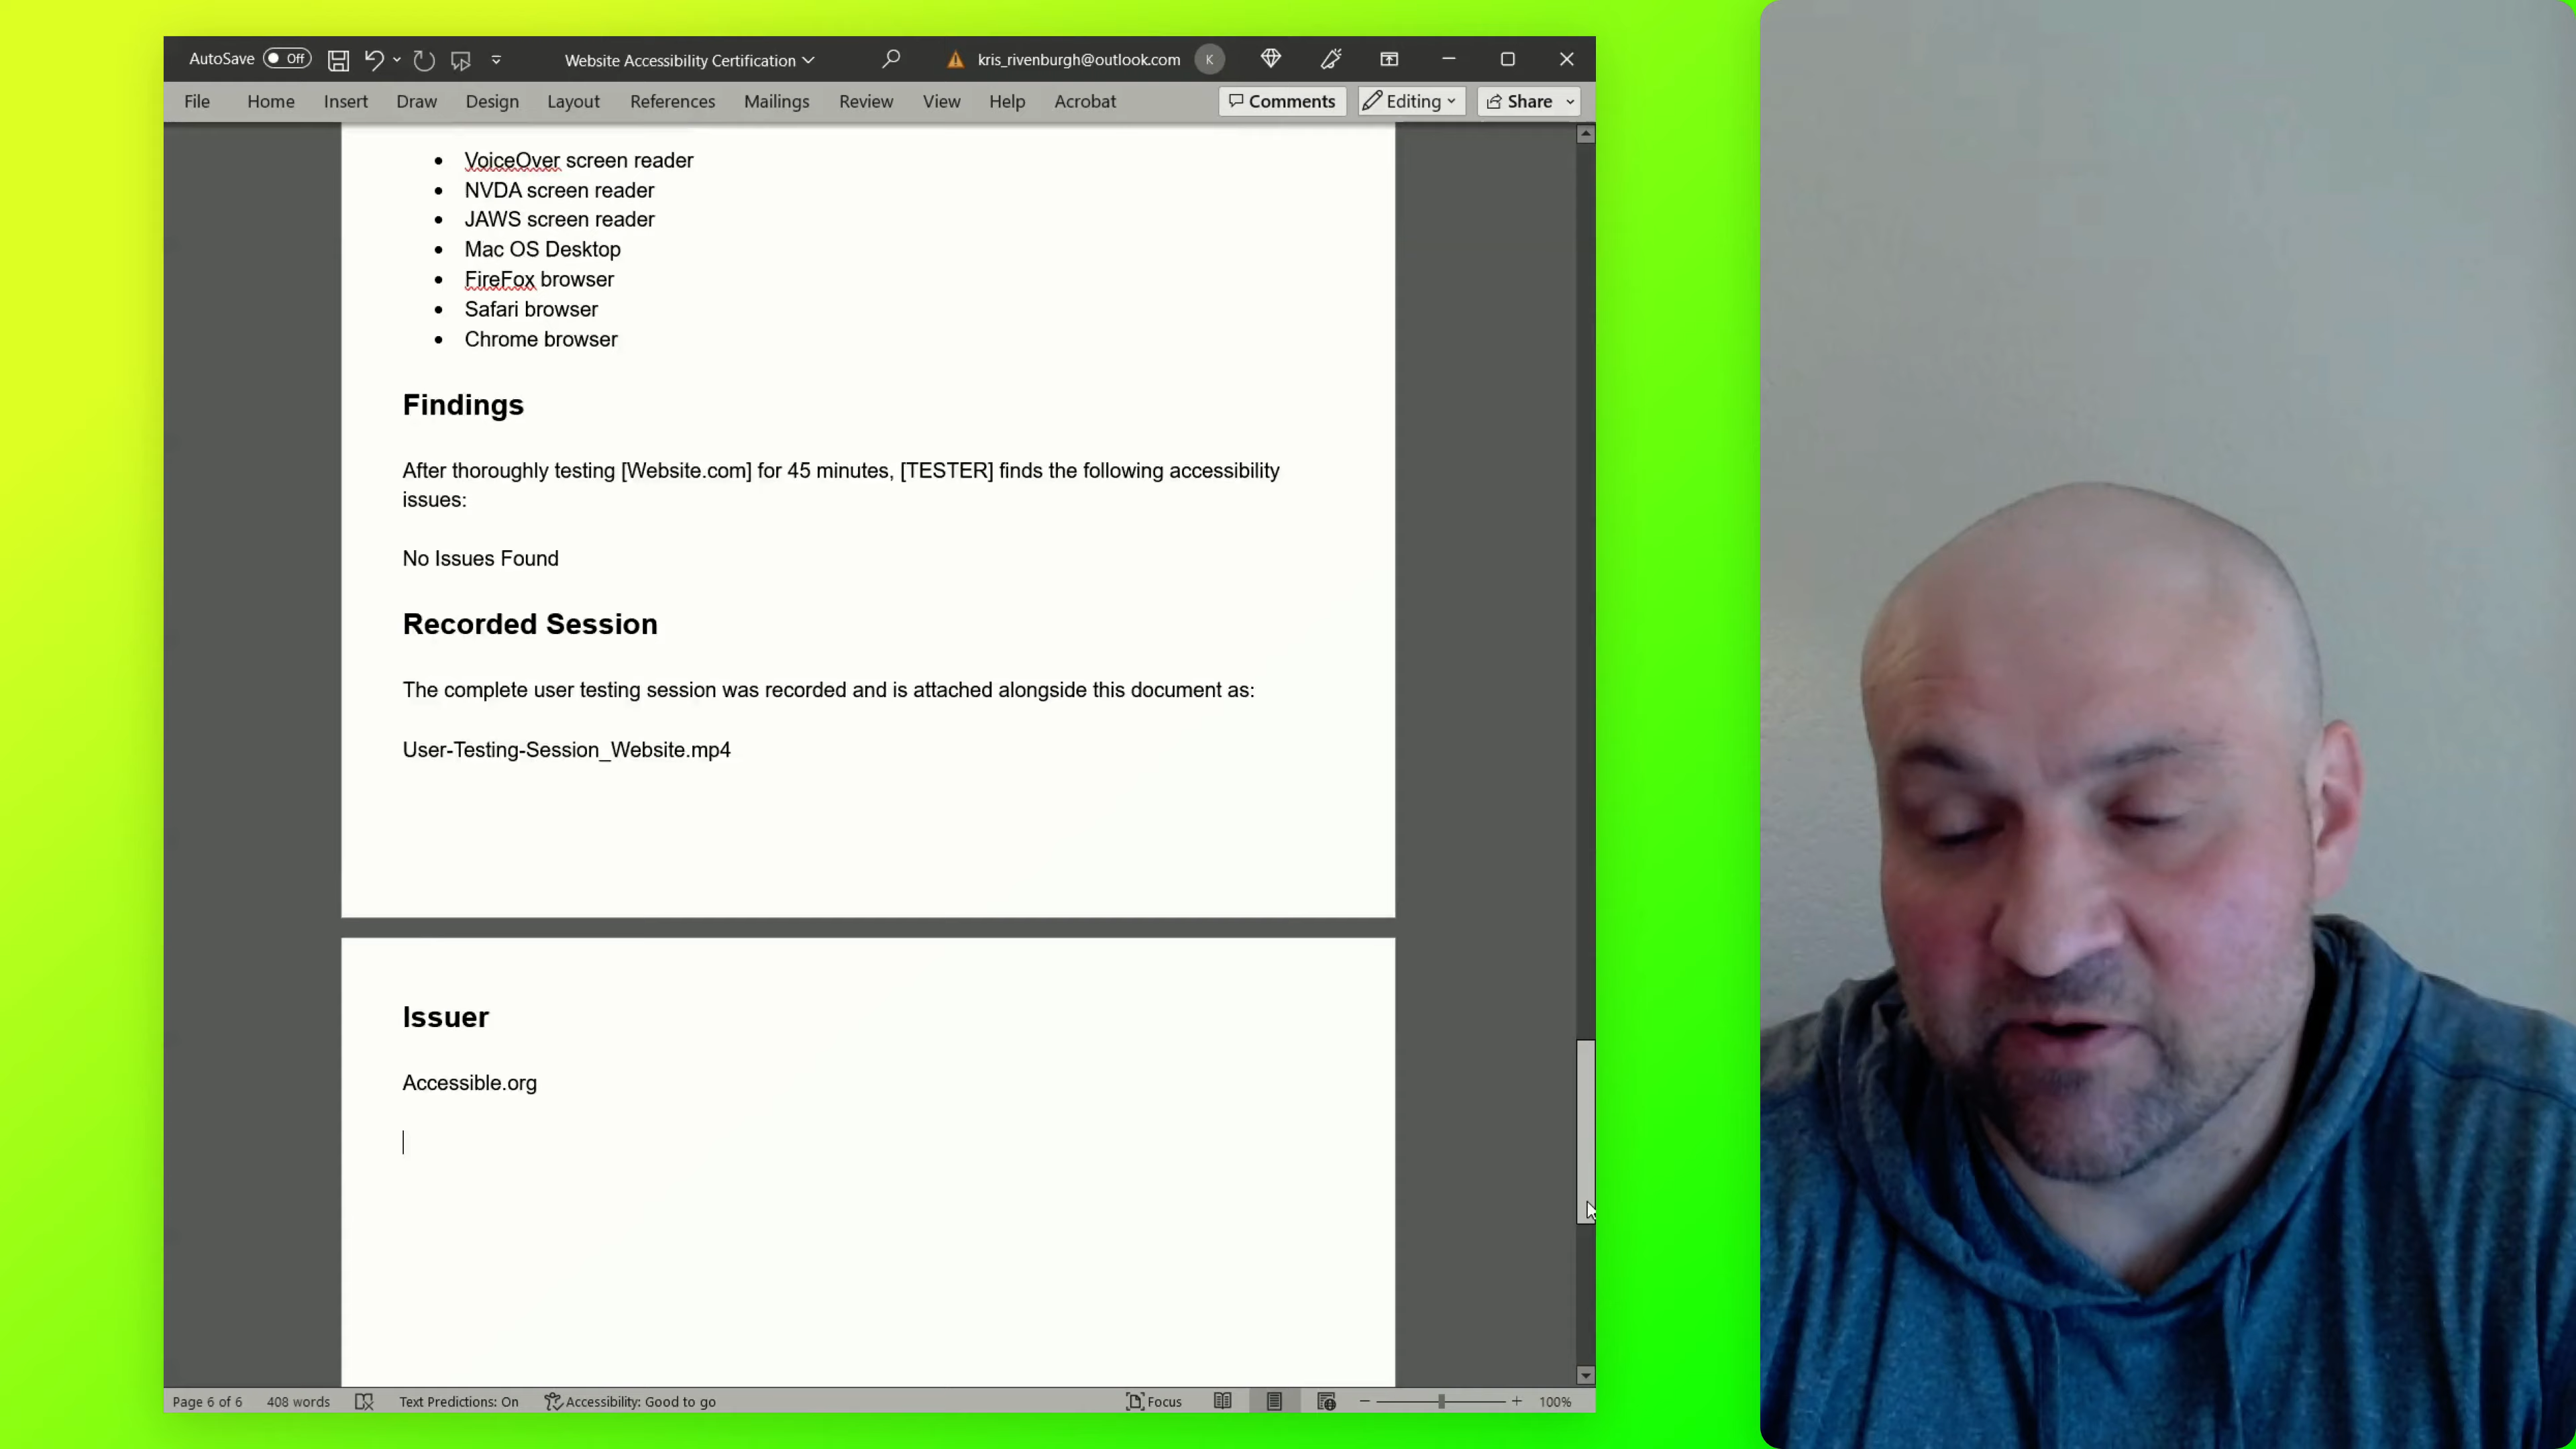 AutoSave Off Website Accessibility Certification kris_rivenburgh@outlook.com K
File Home Insert Draw Design Layout References Mailings Review View Help Acrobat Comments Editing Share
• VoiceOver screen reader
• NVDA screen reader
• JAWS screen reader
• Mac OS Desktop
• FireFox browser
• Safari browser
• Chrome browser
Findings
After thoroughly testing [Website.com] for 45 minutes, [TESTER] finds the following accessibility
issues:
No Issues Found
Recorded Session
The complete user testing session was recorded and is attached alongside this document as:
User-Testing-Session_Website.mp4
Issuer
Accessible.org
Page 6 of 6 408 words Text Predictions: On Accessibility: Good to go Focus 100%